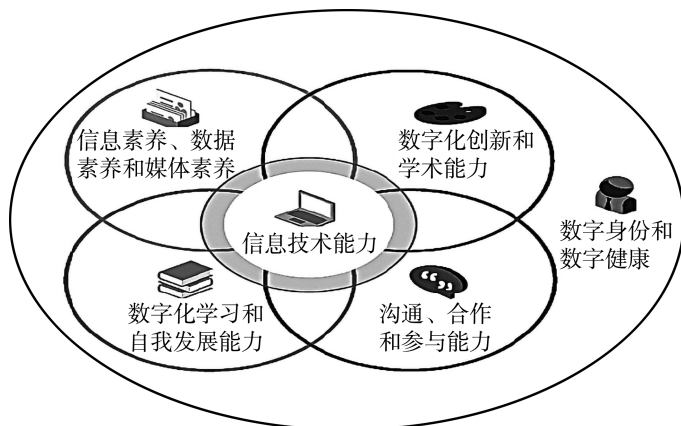 信息素养、数据
素养和媒体素养
数字化创新和
学术能力
信息技术能力
数字身份和
数字健康
数字化学习和
自我发展能力
沟通、合作
和参与能力